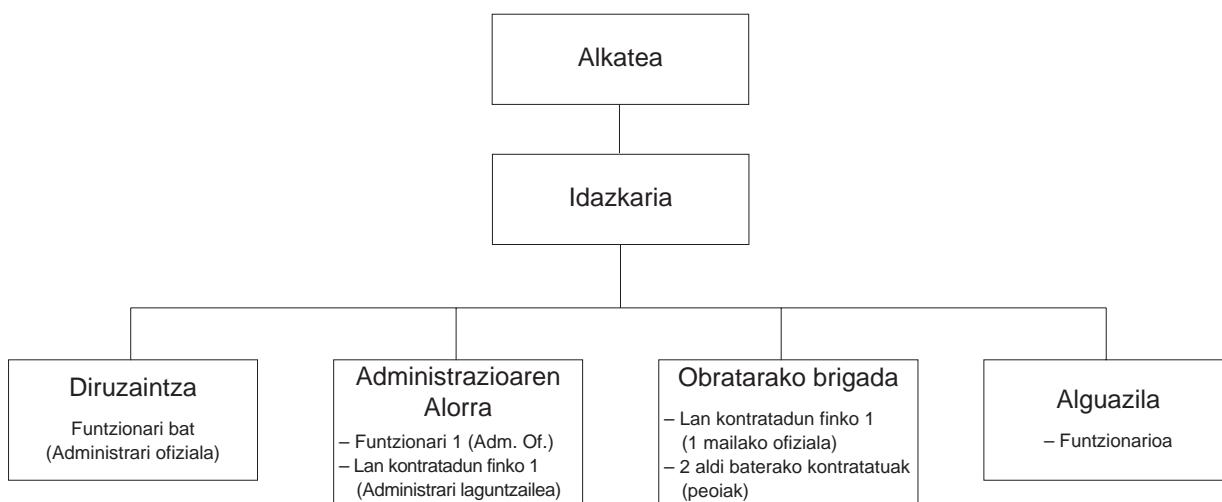 Alkatea
Idazkaria
Diruzaintza
Funtzionari bat
(Administrari ofiziala)
Administrazioaren
Alorra
– Funtzionari 1 (Adm. Of.)
– Lan kontratadun finko 1
(Administrari laguntzailea)
Obratarako brigada
– Lan kontratadun finko 1
(1 mailako ofiziala)
– 2 aldi baterako kontratatuak
(peoiak)
Alguazila
– Funtzionarioa